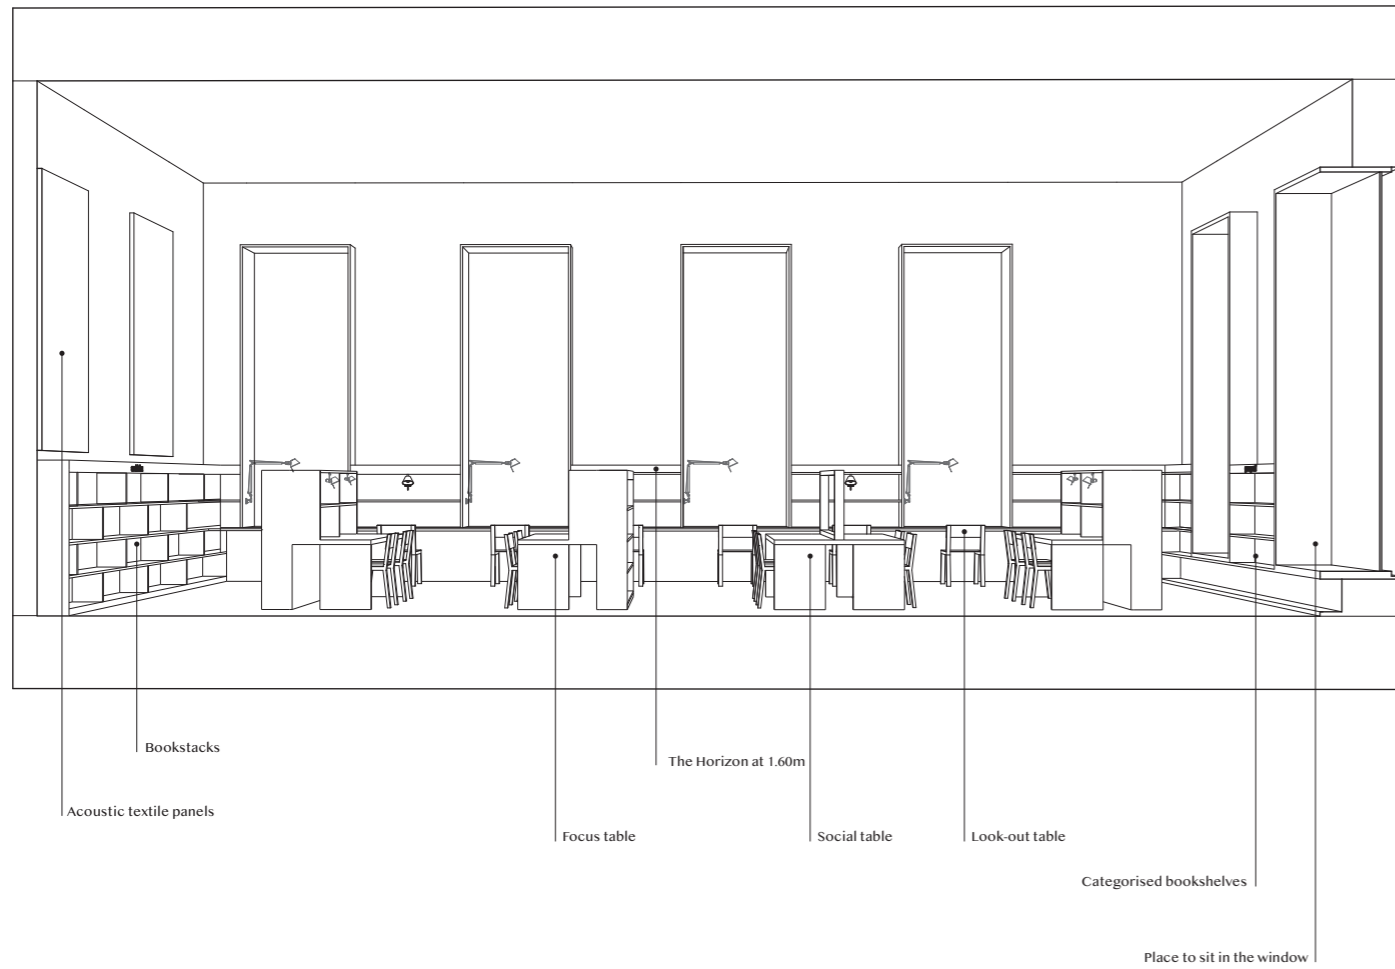 Bookstacks
The Horizon at 1.60m
Acoustic textile panels
Focus table
Social table
Look-out table
Categorised bookshelves
Place to sit in the window